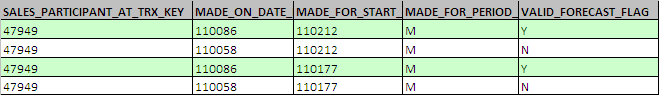 SALES_PARTICIPANT_AT_TRX_KEY MADE_ON_DATE_ MADE_FOR_START_ MADE_FOR_PERIOD_ VALID_FORECAST_FLAG
47949 110086 110212 M Y
47949 110058 110212 M N
47949 110086 110177 M Y
47949 110058 110177 M N